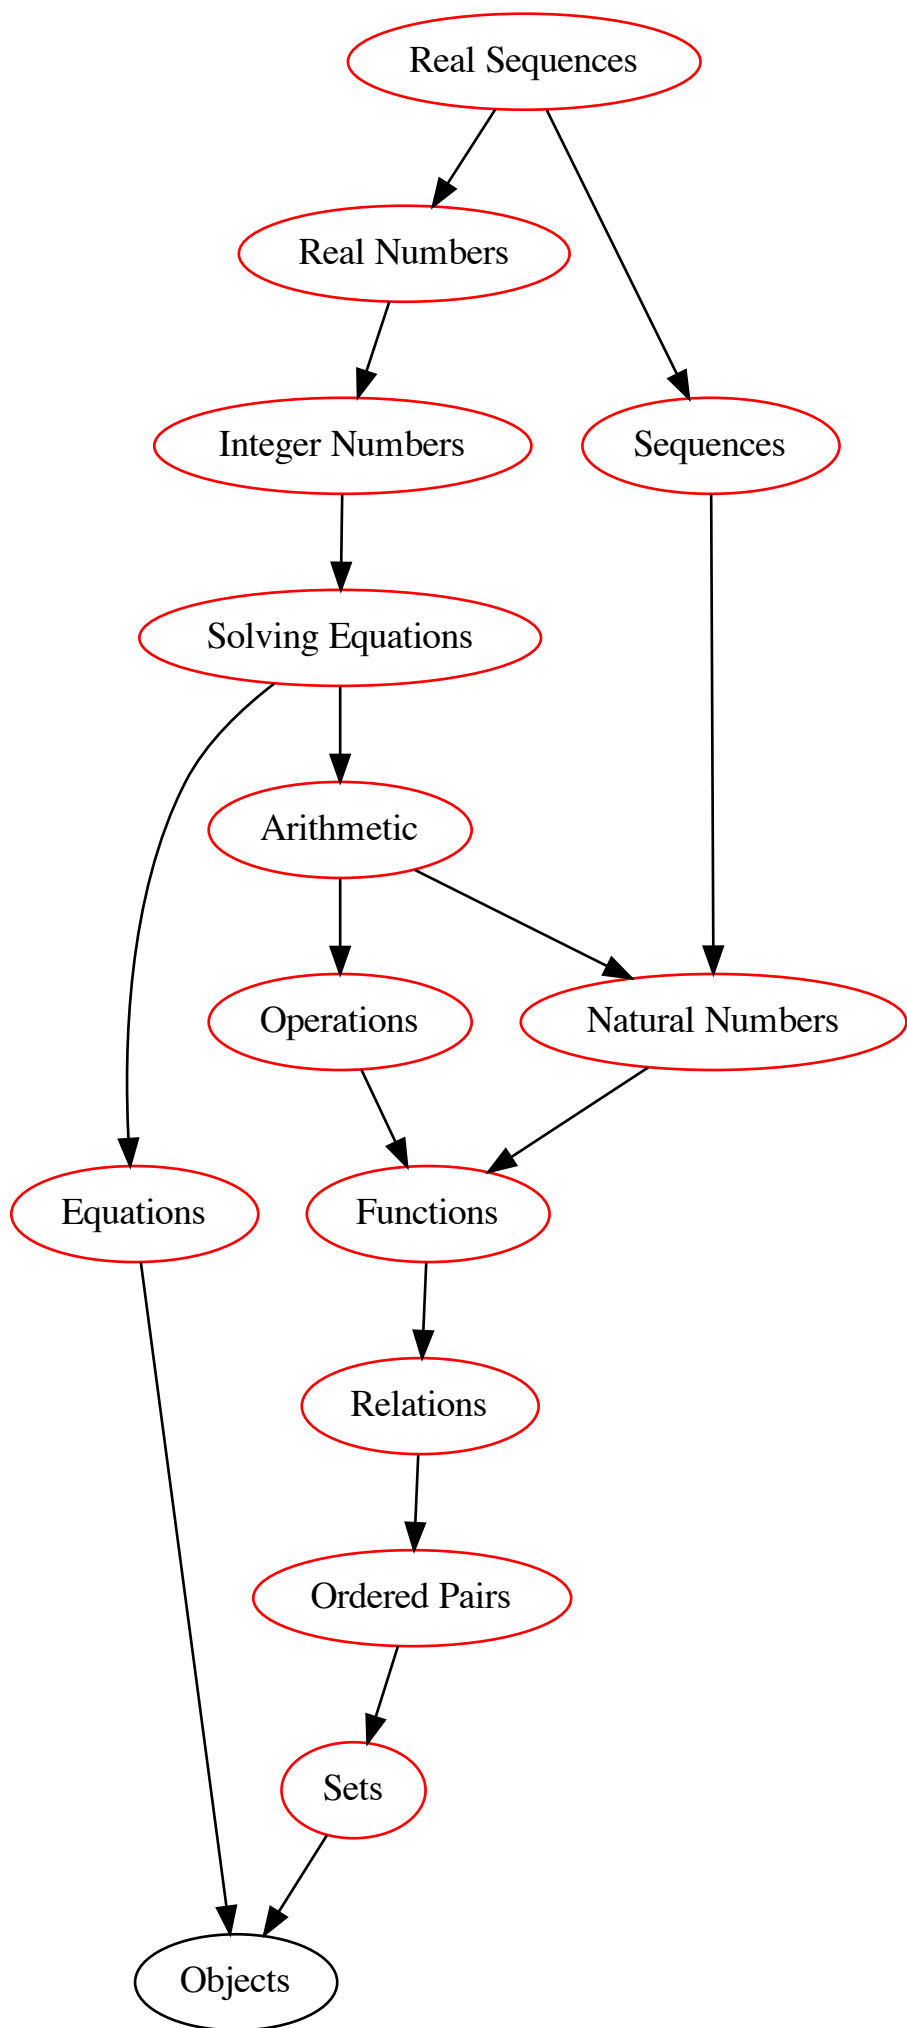 Real Sequences
Real Numbers
Integer Numbers
Sequences
Solving Equations
Arithmetic
Operations
Natural Numbers
Equations
Functions
Relations
Ordered Pairs
Sets
Objects